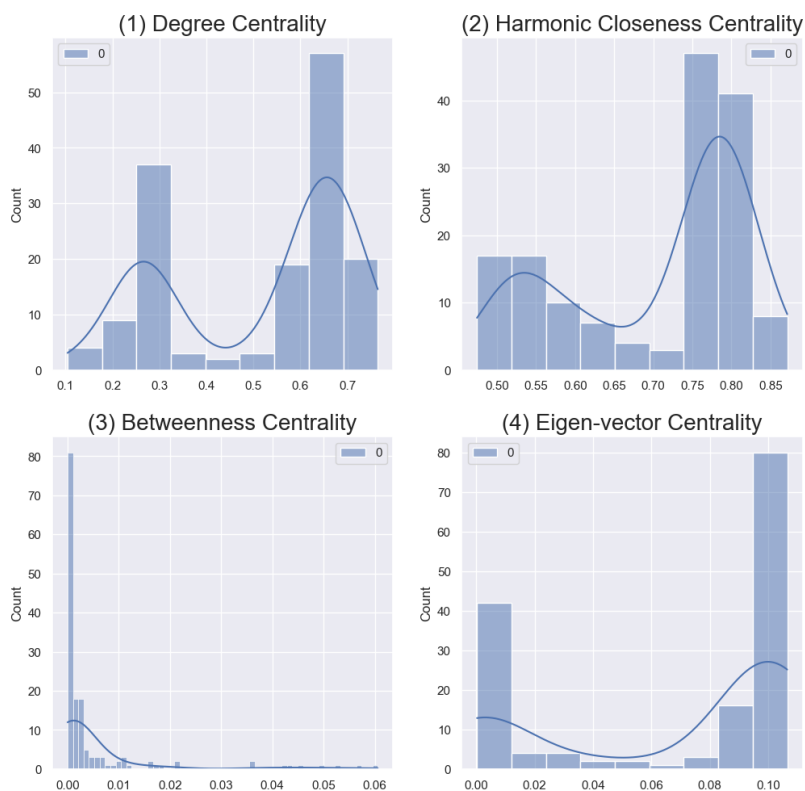 (1) Degree Centrality
0
50
40
30
20
10
0
Count
0.1 0.2 0.3 0.4 0.5 0.6 0.7
(2) Harmonic Closeness Centrality
0
40
30
20
10
0
Count
0.50 0.55 0.60 0.65 0.70 0.75 0.80 0.85
(3) Betweenness Centrality
0
80
70
60
50
40
30
20
10
0
Count
0.00 0.01 0.02 0.03 0.04 0.05 0.06
(4) Eigen-vector Centrality
0
80
70
60
50
40
30
20
10
0
Count
0.00 0.02 0.04 0.06 0.08 0.10